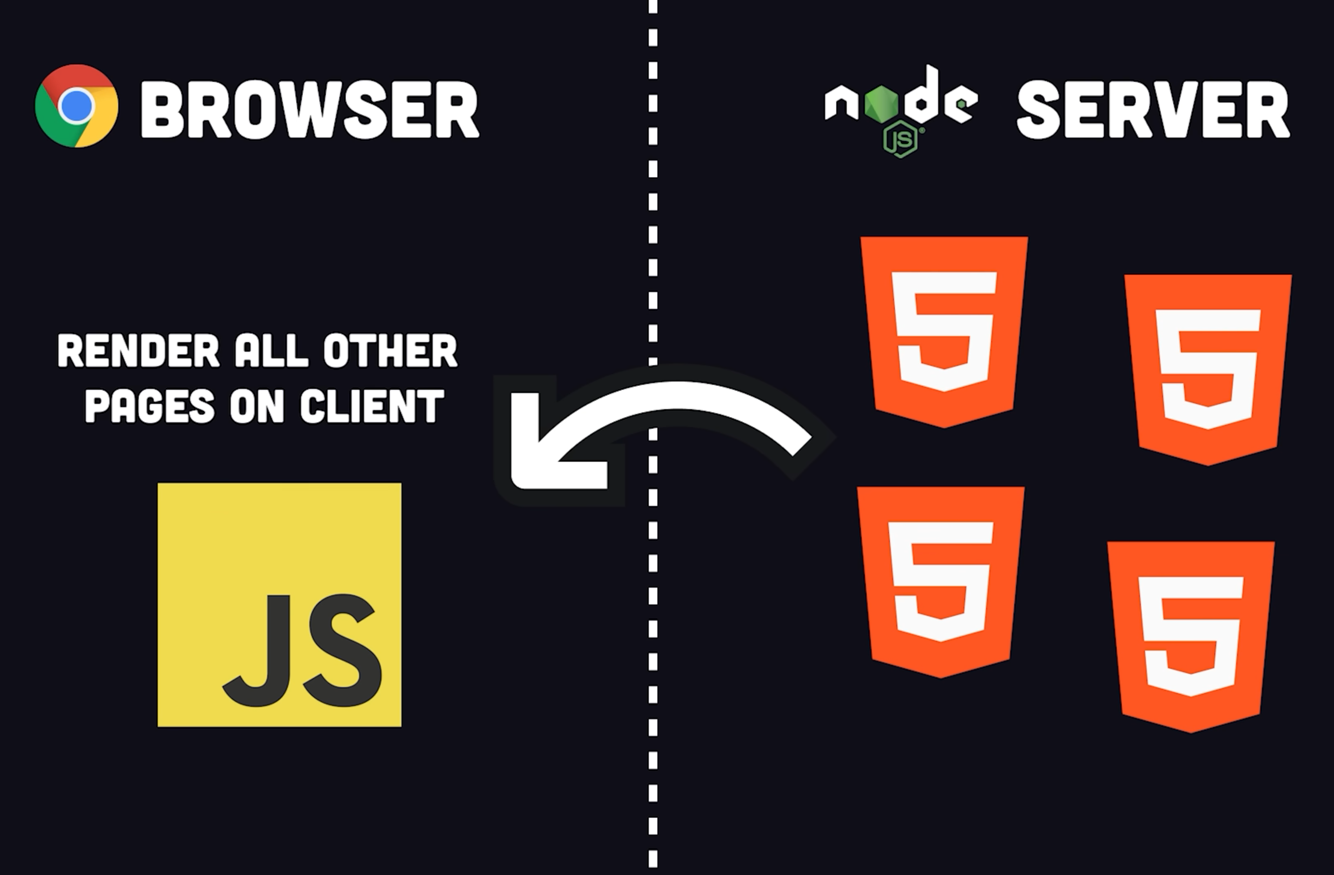 BROWSER
node
JS
SERVER
RENDER ALL OTHER
PAGES ON CLIENT
JS
5
5
5
5